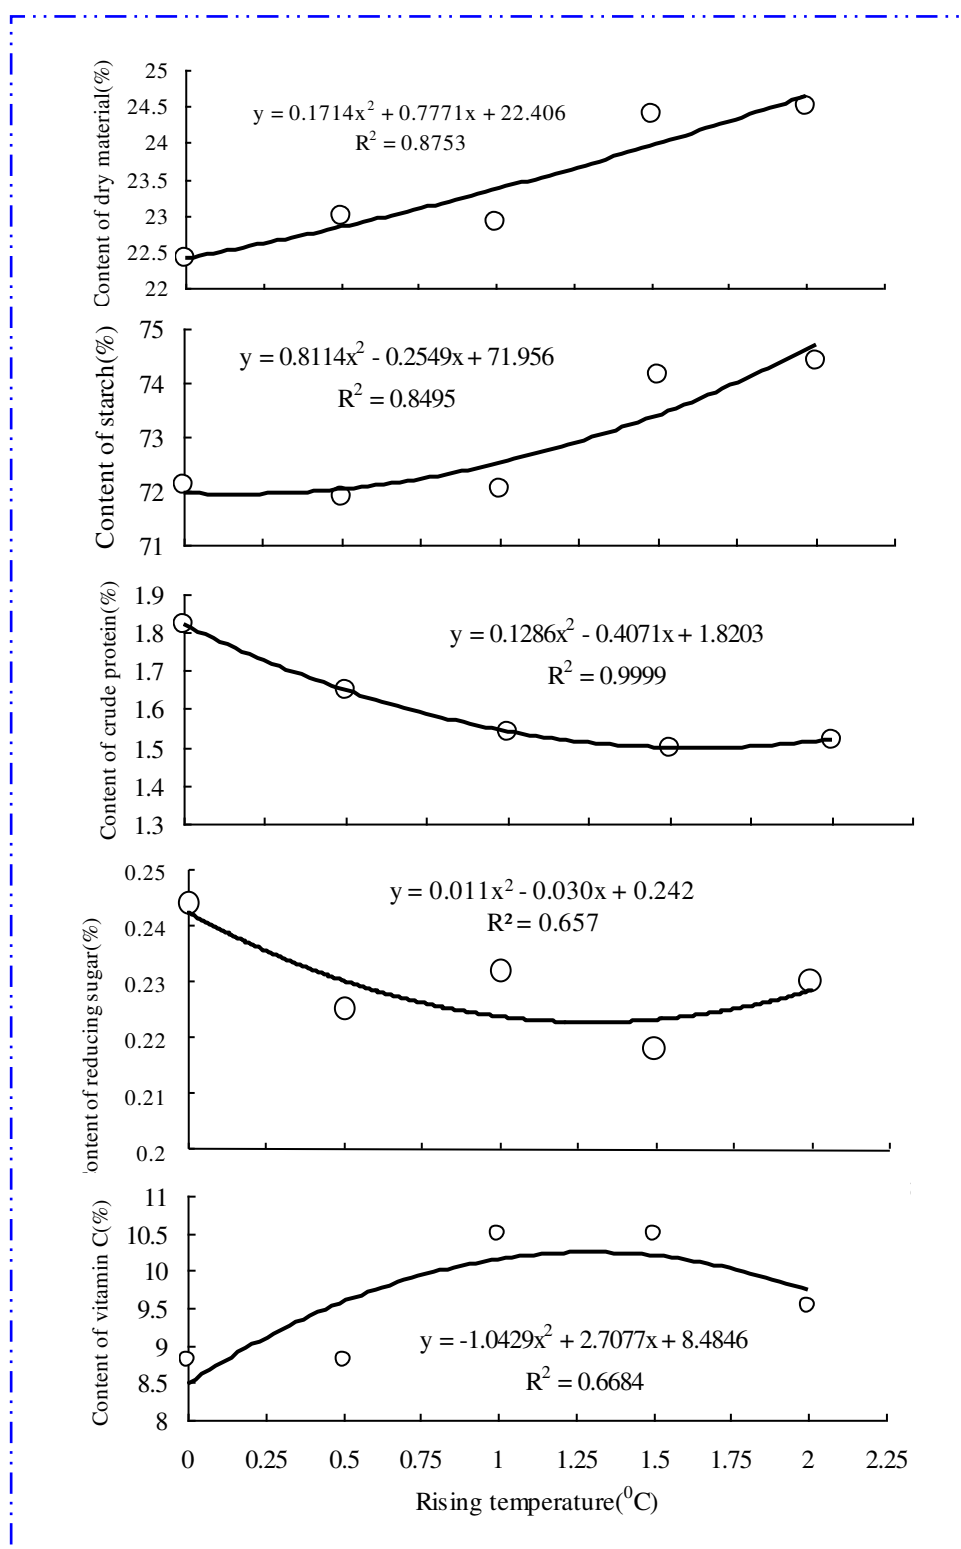 Content of dry material(%)
25
24.5
24
23.5
23
22.5
22
y = 0.1714x² + 0.7771x + 22.406
R² = 0.8753
Content of starch(%)
75
74
73
72
71
y = 0.8114x² - 0.2549x + 71.956
R² = 0.8495
Content of crude protein(%)
1.9
1.8
1.7
1.6
1.5
1.4
1.3
y = 0.1286x² - 0.4071x + 1.8203
R² = 0.9999
ontent of reducing sugar(%)
0.25
0.24
0.23
0.22
0.21
0.2
y = 0.011x² - 0.030x + 0.242
R² = 0.657
Content of vitamin C(%)
11
10.5
10
9.5
9
8.5
8
y = -1.0429x² + 2.7077x + 8.4846
R² = 0.6684
0 0.25 0.5 0.75 1 1.25 1.5 1.75 2 2.25
Rising temperature(⁰C)